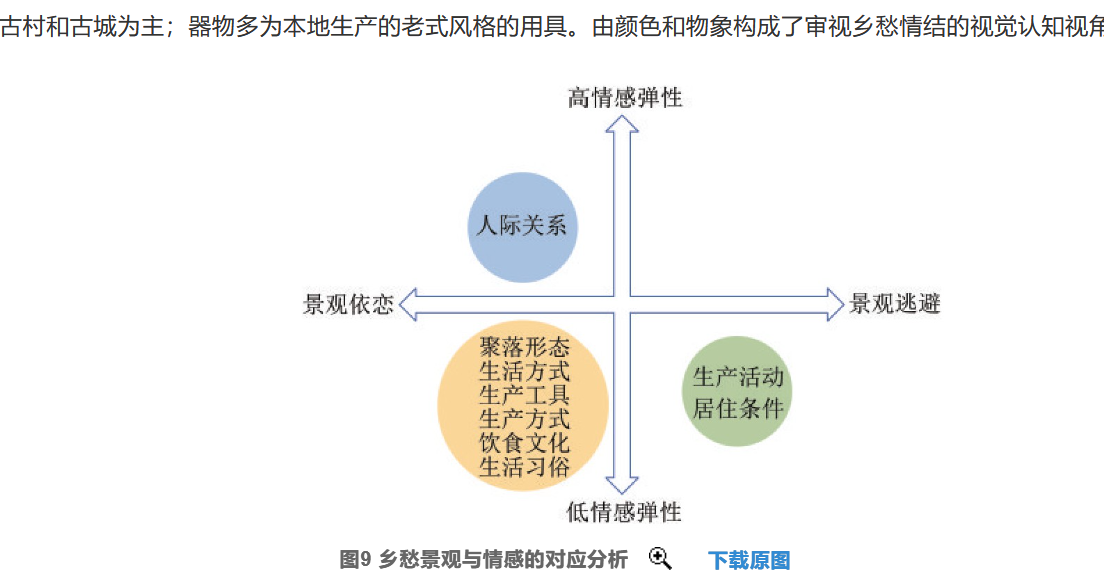 古村和古城为主；器物多为本地生产的老式风格的用具。由颜色和物象构成了审视乡愁情结的视觉认知视角
高情感弹性
人际关系
景观依恋
景观逃避
聚落形态
生活方式
生产工具
生产方式
饮食文化
生活习俗
生产活动
居住条件
低情感弹性
图9 乡愁景观与情感的对应分析
下载原图